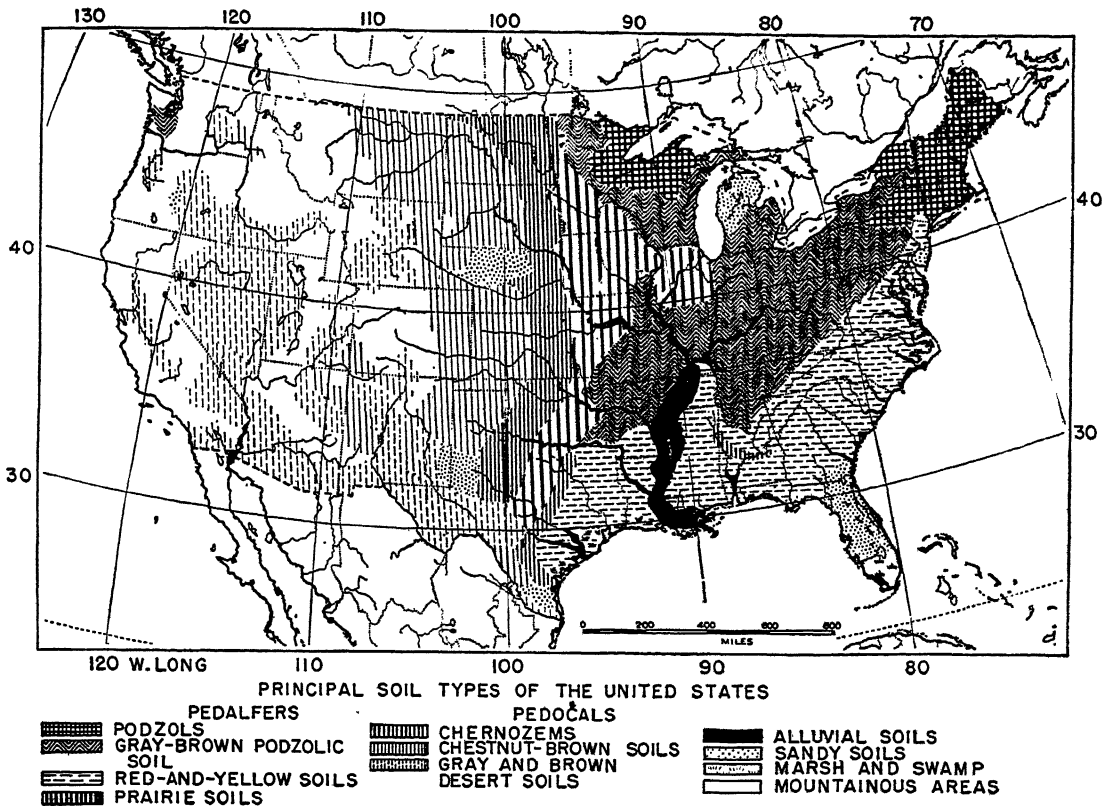 130 120 110 100 90 80 70
40 40
30 30
0 200 400 600 800
MILES
120 W.LONG 110 100 90 80
PRINCIPAL SOIL TYPES OF THE UNITED STATES
&
PEDALFERS
PODZOLS
GRAY-BROWN PODZOLIC
SOIL
RED-AND-YELLOW SOILS
PRAIRIE SOILS
PEDOCALS
CHERNOZEMS
CHESTNUT-BROWN SOILS
GRAY AND BROWN
DESERT SOILS
ALLUVIAL SOILS
SANDY SOILS
MARSH AND SWAMP
MOUNTAINOUS AREAS